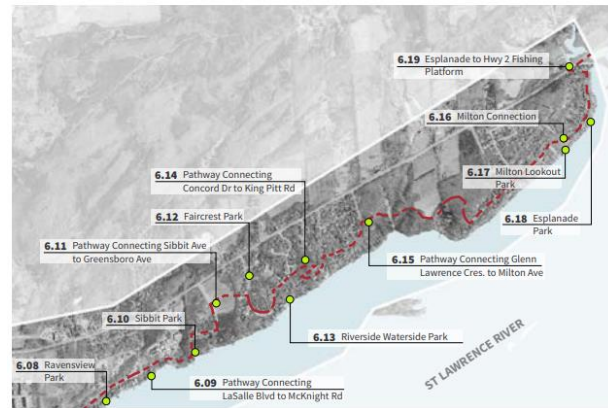 6.19 Esplanade to Hwy 2 Fishing
Platform
6.16 Milton Connection
6.14 Pathway Connecting
Concord Dr to King Pitt Rd
6.17 Milton Lookout
Park
6.12 Faircrest Park
6.18 Esplanade
Park
6.11 Pathway Connecting Sibbit Ave
to Greensboro Ave
6.15 Pathway Connecting Glenn
Lawrence Cres. to Milton Ave
6.10 Sibbit Park
6.13 Riverside Waterside Park
6.08 Ravensview
Park
6.09 Pathway Connecting
LaSalle Blvd to McKnight Rd
ST LAWRENCE RIVER